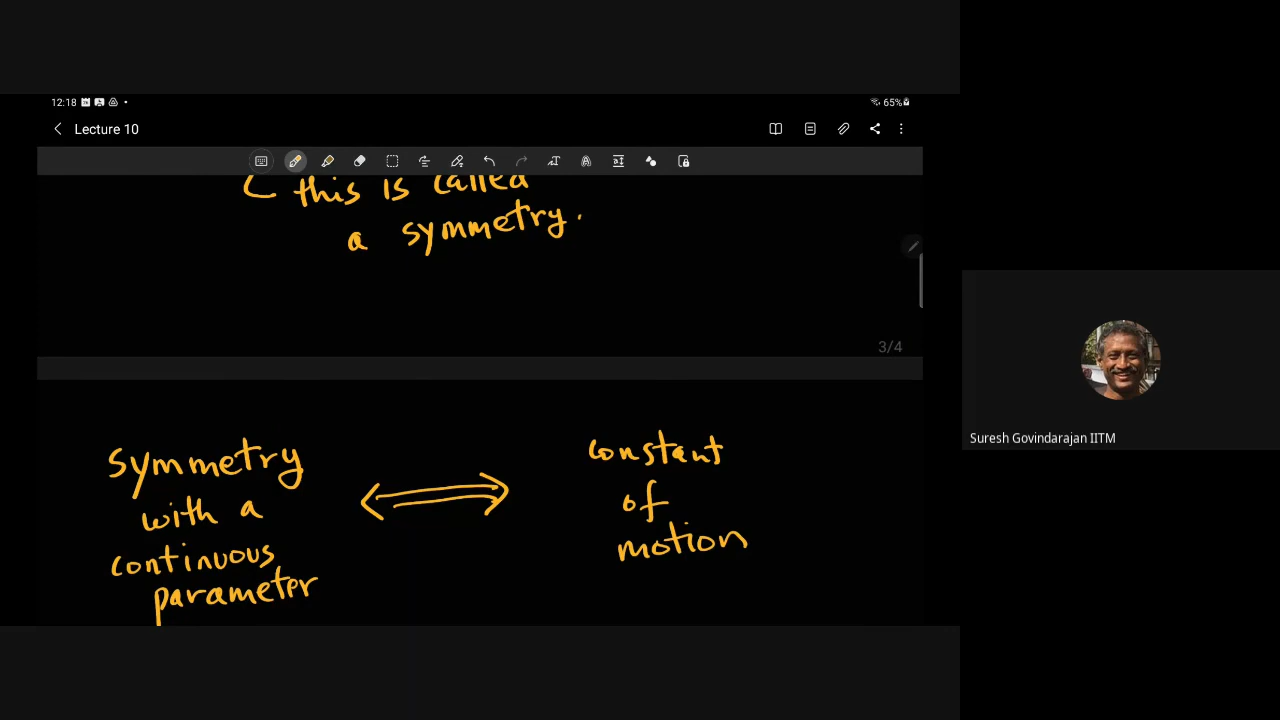 12:18
65%
Lecture 10
this is called
a symmetry.
3/4
symmetry
with a
continuous
parameter
constant
of
motion
Suresh Govindarajan IITM